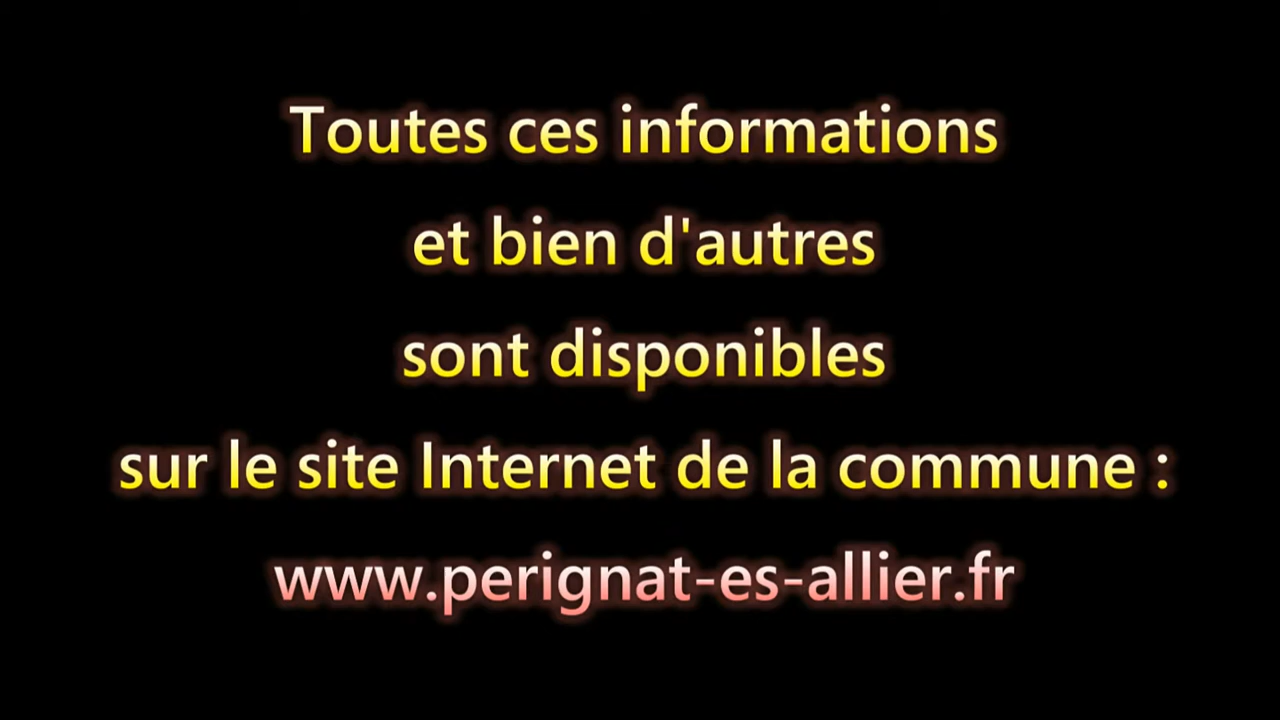 Toutes ces informations
et bien d'autres
sont disponibles
sur le site Internet de la commune :
www.perignat-es-allier.fr